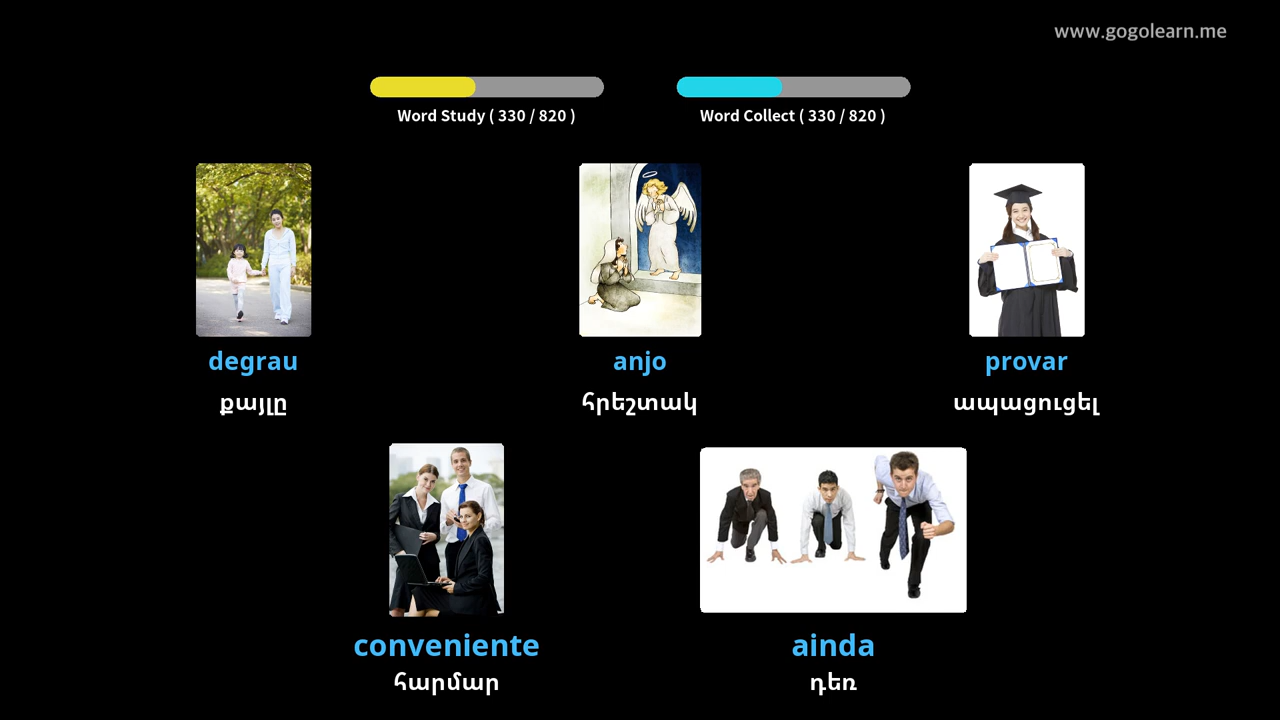 www.gogolearn.me
Word Study ( 330 / 820 )
Word Collect ( 330 / 820 )
degrau
քայլը
anjo
հրեշտակ
provar
ապացուցել
conveniente
հարմար
ainda
դեռ